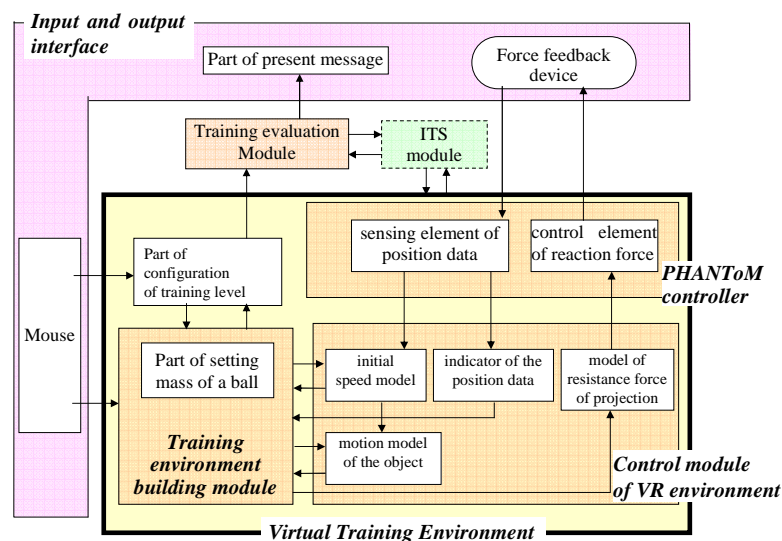 Input and output
interface
Part of present message
Force feedback
device
Training evaluation
Module
ITS
module
Part of
configuration
of training level
sensing element of
position data
control element
of reaction force
PHANToM
controller
Mouse
Part of setting
mass of a ball
initial
speed model
indicator of the
position data
model of
resistance force
of projection
Training
environment
building module
motion model
of the object
Control module
of VR environment
Virtual Training Environment